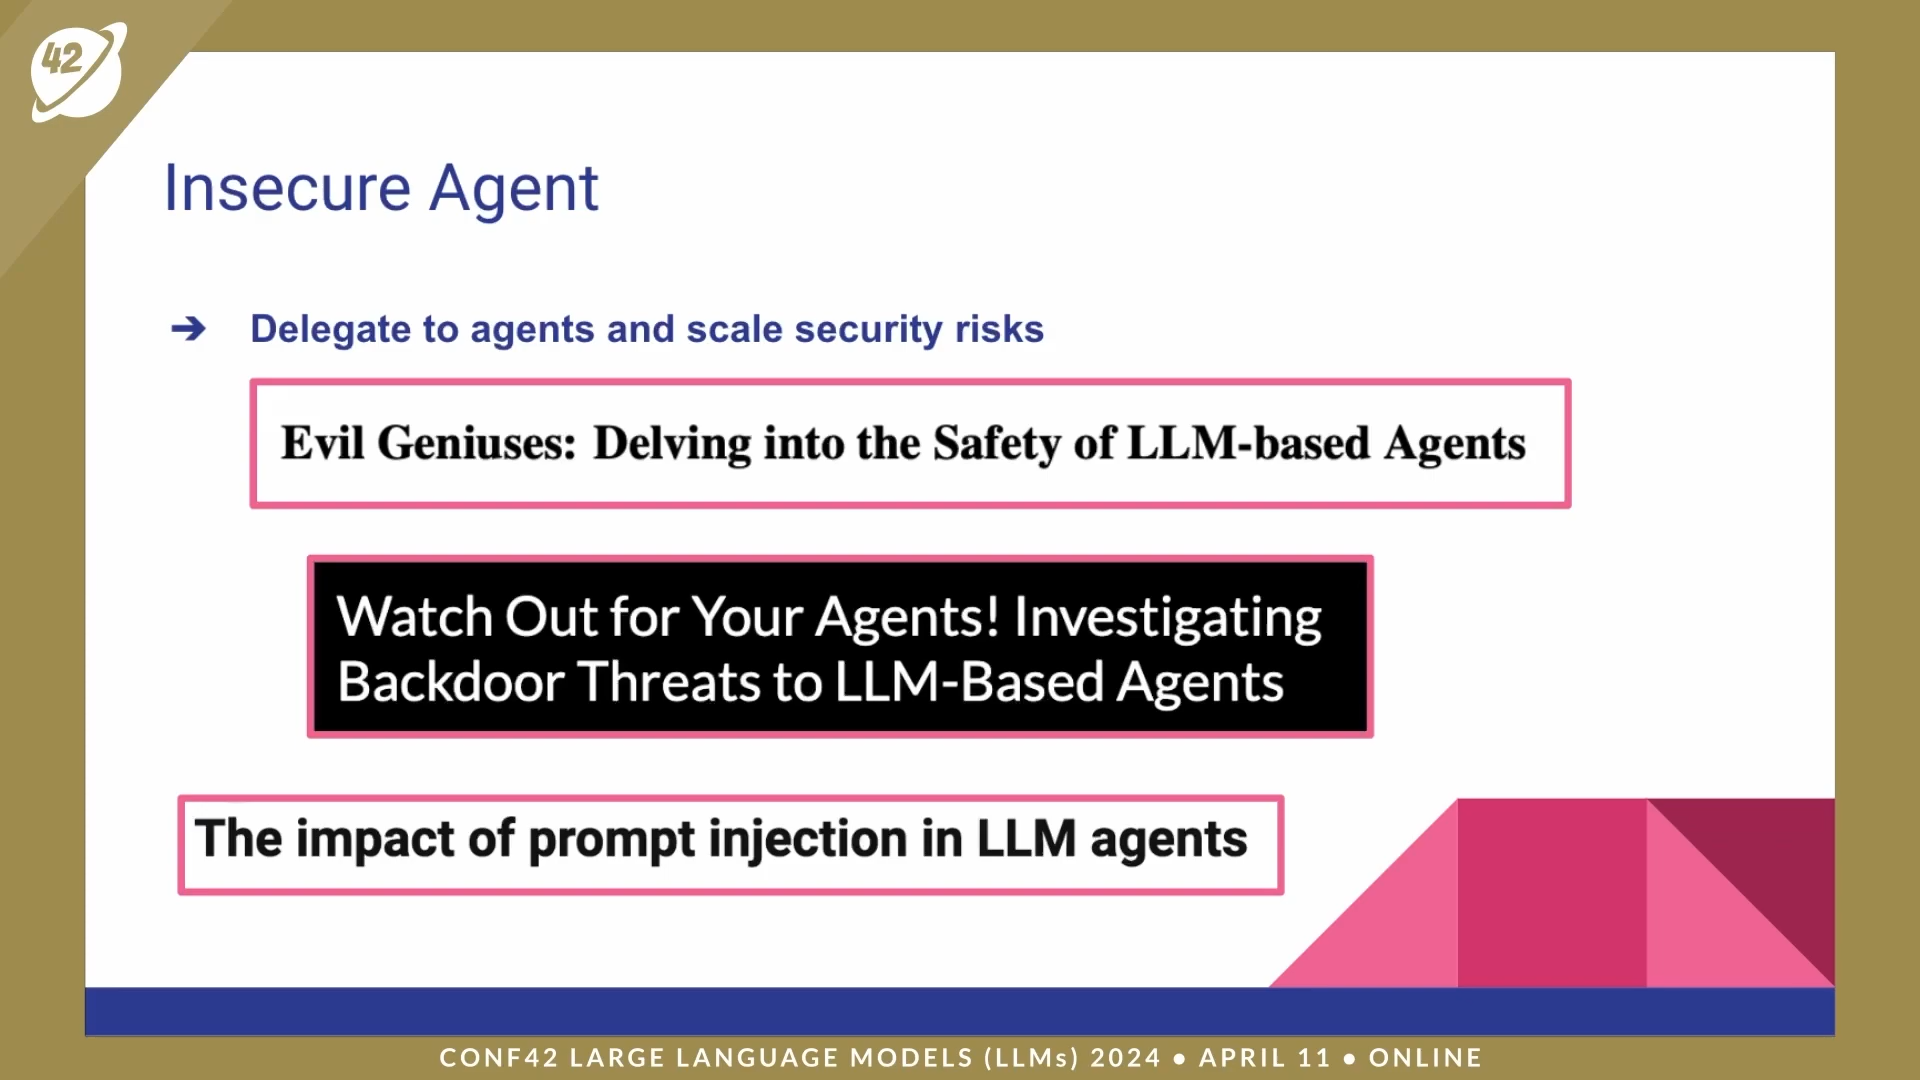 42
Insecure Agent
➔ Delegate to agents and scale security risks
Evil Geniuses: Delving into the Safety of LLM-based Agents
Watch Out for Your Agents! Investigating
Backdoor Threats to LLM-Based Agents
The impact of prompt injection in LLM agents
CONF42 LARGE LANGUAGE MODELS (LLMs) 2024 ● APRIL 11 ● ONLINE